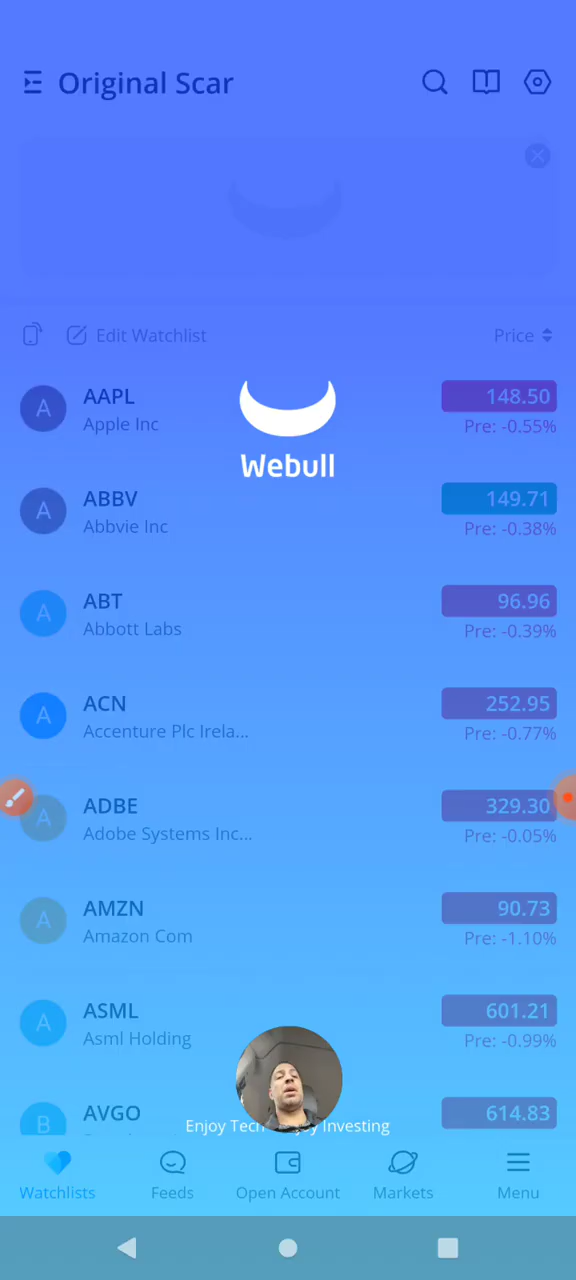 Original Scar
Edit Watchlist
Price
AAPL
148.50
Apple Inc
Pre: -0.55%
Webull
ABBV
149.71
Abbvie Inc
Pre: -0.38%
A
ABT
96.96
Abbott Labs
Pre: -0.39%
A
ACN
252.95
Accenture Plc Irela...
Pre: -0.77%
A
ADBE
329.30
Adobe Systems Inc...
Pre: -0.05%
A
AMZN
90.73
Amazon Com
Pre: -1.10%
A
ASML
601.21
Asml Holding
Pre: -0.99%
A
AVGO
614.83
B
Enjoy Tech
Investing
Watchlists
Feeds
Open Account
Markets
Menu